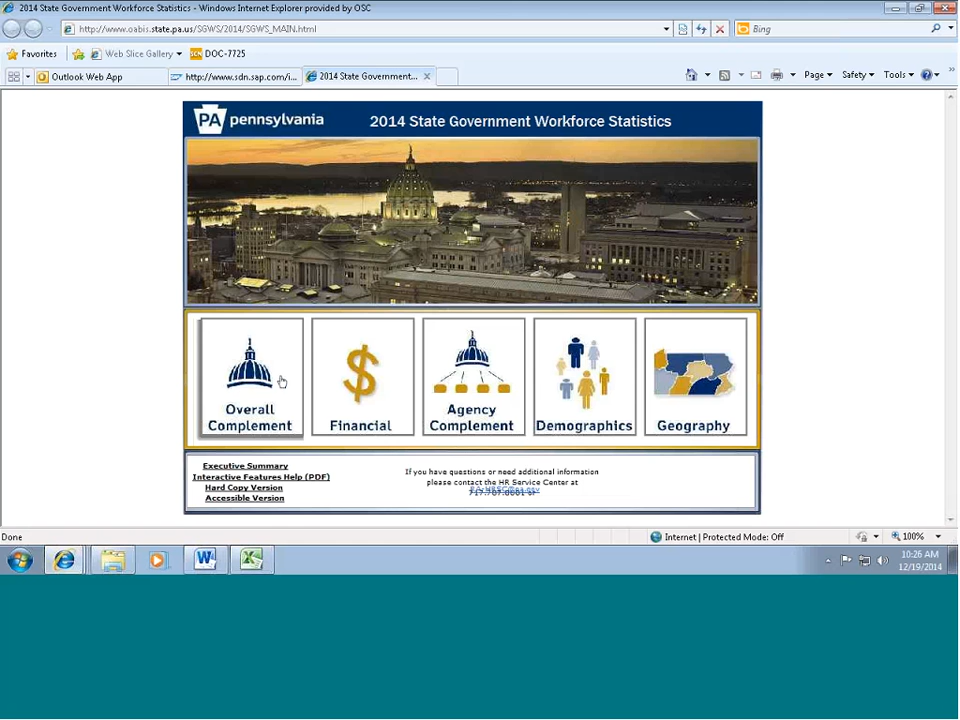 2014 State Government Workforce Statistics - Windows Internet Explorer provided by OSC
http://www.oabis.state.pa.us/SGWS/2014/SGWS_MAIN.html
Bing
Favorites
Web Slice Gallery
DOC-7725
Outlook Web App
http://www.sdn.sap.com/i...
2014 State Government...
Page
Safety
Tools
PA pennsylvania
2014 State Government Workforce Statistics
Overall
Complement
Financial
Agency
Complement
Demographics
Geography
Executive Summary
Interactive Features Help (PDF)
Hard Copy Version
Accessible Version
If you have questions or need additional information
please contact the HR Service Center at
Done
Internet | Protected Mode: Off
100%
10:26 AM
12/19/2014